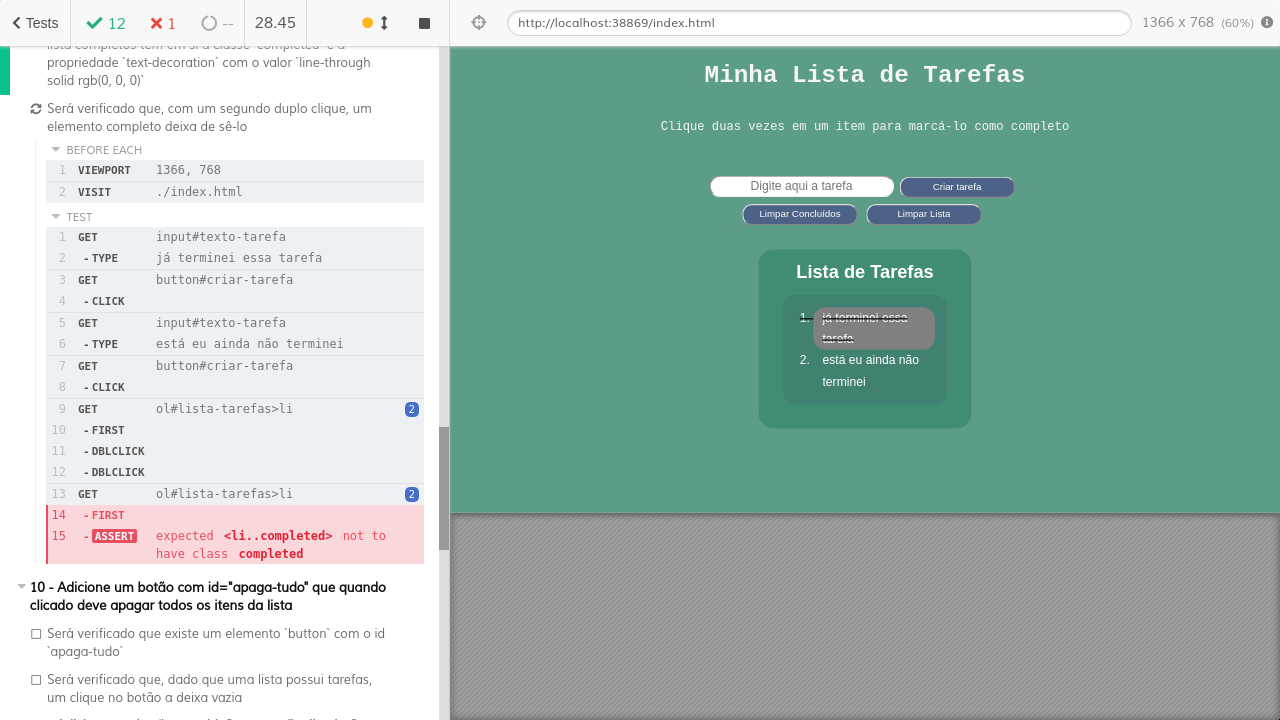 Tests
12
1
--
28.45
http://localhost:38869/index.html
1366 x 768 (60%)
lista completos tem em si a classe `completed` e a
propriedade `text-decoration` com o valor `line-through
solid rgb(0, 0, 0)`
Será verificado que, com um segundo duplo clique, um
elemento completo deixa de sê-lo
BEFORE EACH
1 VIEWPORT 1366, 768
2 VISIT ./index.html
TEST
1 GET input#texto-tarefa
2 -TYPE já terminei essa tarefa
3 GET button#criar-tarefa
4 -CLICK
5 GET input#texto-tarefa
6 -TYPE está eu ainda não terminei
7 GET button#criar-tarefa
8 -CLICK
9 GET ol#lista-tarefas>li 2
10 -FIRST
11 -DBLCLICK
12 -DBLCLICK
13 GET ol#lista-tarefas>li 2
14 -FIRST
15 -ASSERT expected <li..completed> not to
have class completed
10 - Adicione um botão com id="apaga-tudo" que quando
clicado deve apagar todos os itens da lista
Será verificado que existe um elemento `button` com o id
`apaga-tudo`
Será verificado que, dado que uma lista possui tarefas,
um clique no botão a deixa vazia
Minha Lista de Tarefas
Clique duas vezes em um item para marcá-lo como completo
Digite aqui a tarefa
Criar tarefa
Limpar Concluídos
Limpar Lista
Lista de Tarefas
1. já terminei essa
tarefa
2. está eu ainda não
terminei